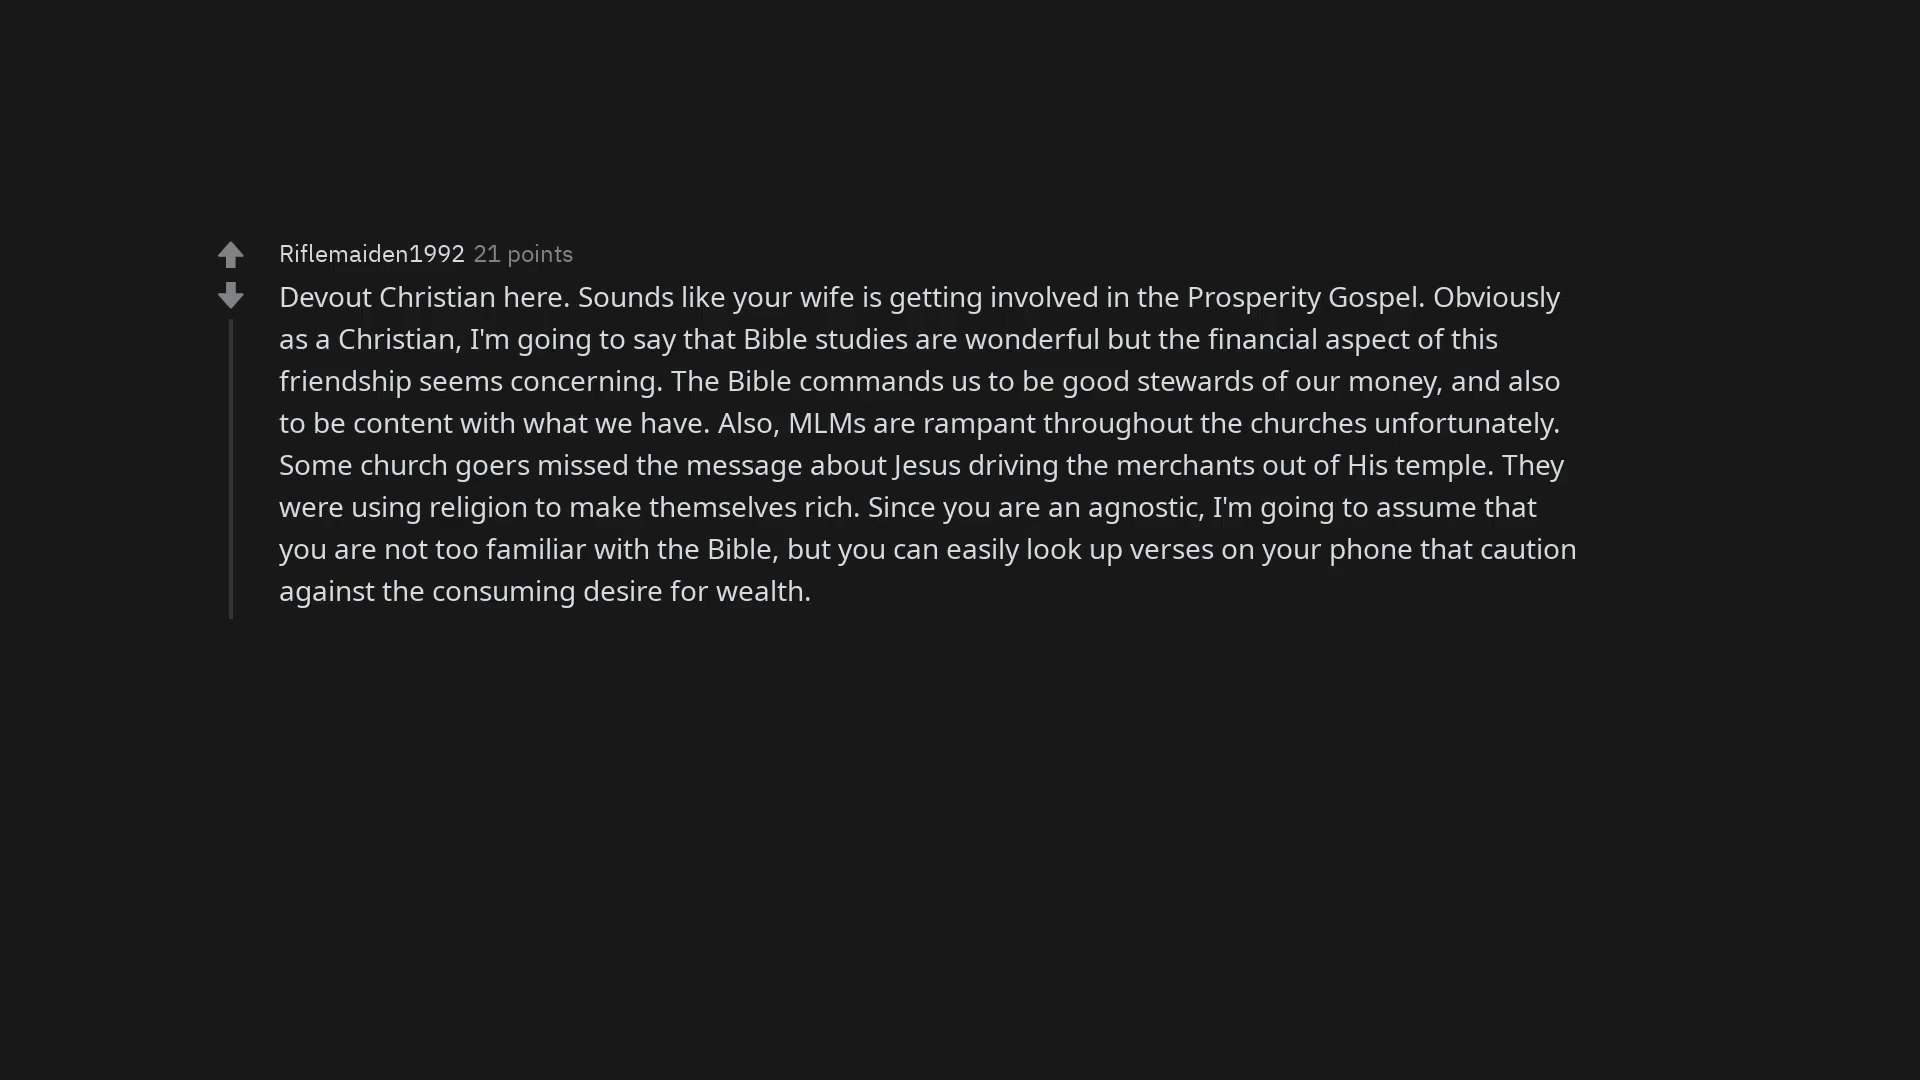 Riflemaiden1992 21 points
Devout Christian here. Sounds like your wife is getting involved in the Prosperity Gospel. Obviously
as a Christian, I'm going to say that Bible studies are wonderful but the financial aspect of this
friendship seems concerning. The Bible commands us to be good stewards of our money, and also
to be content with what we have. Also, MLMs are rampant throughout the churches unfortunately.
Some church goers missed the message about Jesus driving the merchants out of His temple. They
were using religion to make themselves rich. Since you are an agnostic, I'm going to assume that
you are not too familiar with the Bible, but you can easily look up verses on your phone that caution
against the consuming desire for wealth.